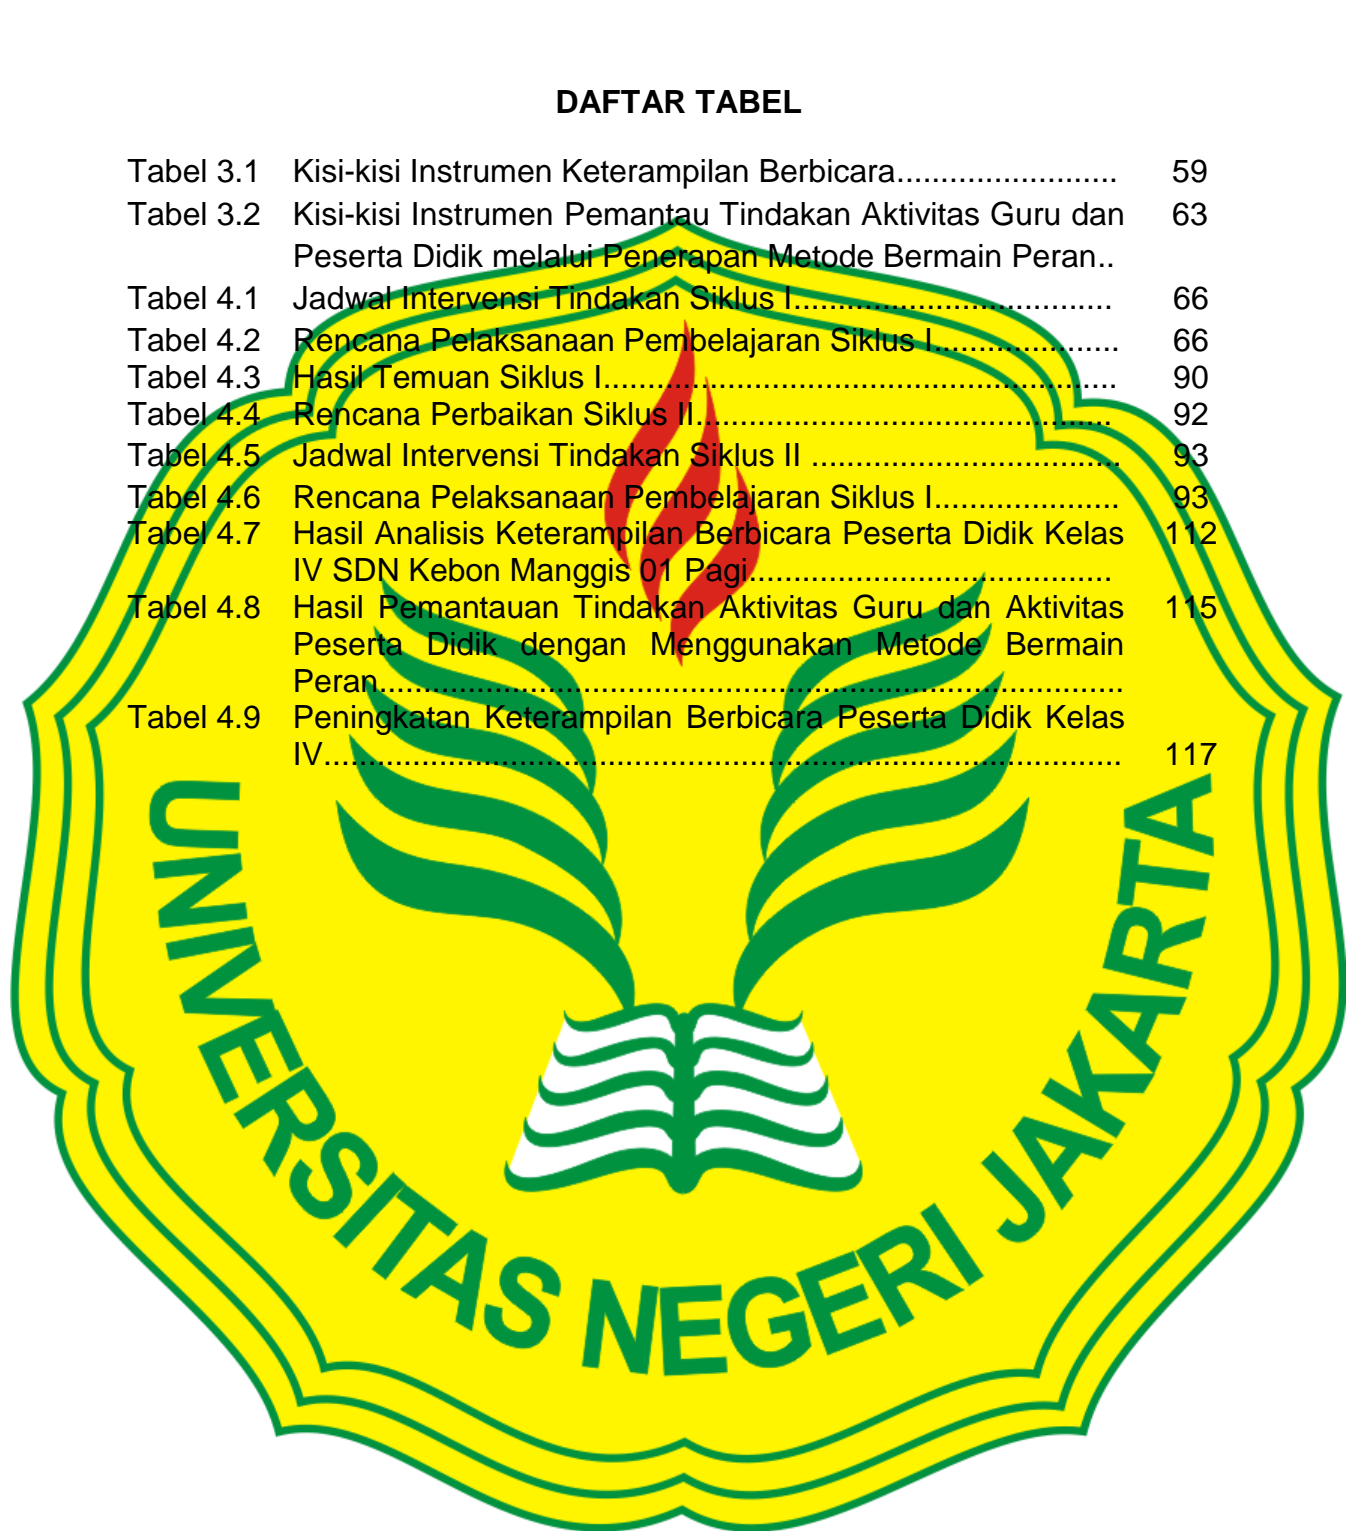 DAFTAR TABEL
Tabel 3.1 Kisi-kisi Instrumen Keterampilan Berbicara......................... 59
Tabel 3.2 Kisi-kisi Instrumen Pemantau Tindakan Aktivitas Guru dan 63
Peserta Didik melalui Penerapan Metode Bermain Peran..
Tabel 4.1 Jadwal Intervensi Tindakan Siklus I.................................... 66
Tabel 4.2 Rencana Pelaksanaan Pembelajaran Siklus I..................... 66
Tabel 4.3 Hasil Temuan Siklus I.......................................................... 90
Tabel 4.4 Rencana Perbaikan Siklus II............................................... 92
Tabel 4.5 Jadwal Intervensi Tindakan Siklus II ................................... 93
Tabel 4.6 Rencana Pelaksanaan Pembelajaran Siklus I..................... 93
Tabel 4.7 Hasil Analisis Keterampilan Berbicara Peserta Didik Kelas 112
IV SDN Kebon Manggis 01 Pagi.........................................
Tabel 4.8 Hasil Pemantauan Tindakan Aktivitas Guru dan Aktivitas 115
Peserta Didik dengan Menggunakan Metode Bermain
Peran....................................................................................
Tabel 4.9 Peningkatan Keterampilan Berbicara Peserta Didik Kelas
IV.......................................................................................... 117
UNIVERSITAS NEGERI JAKARTA